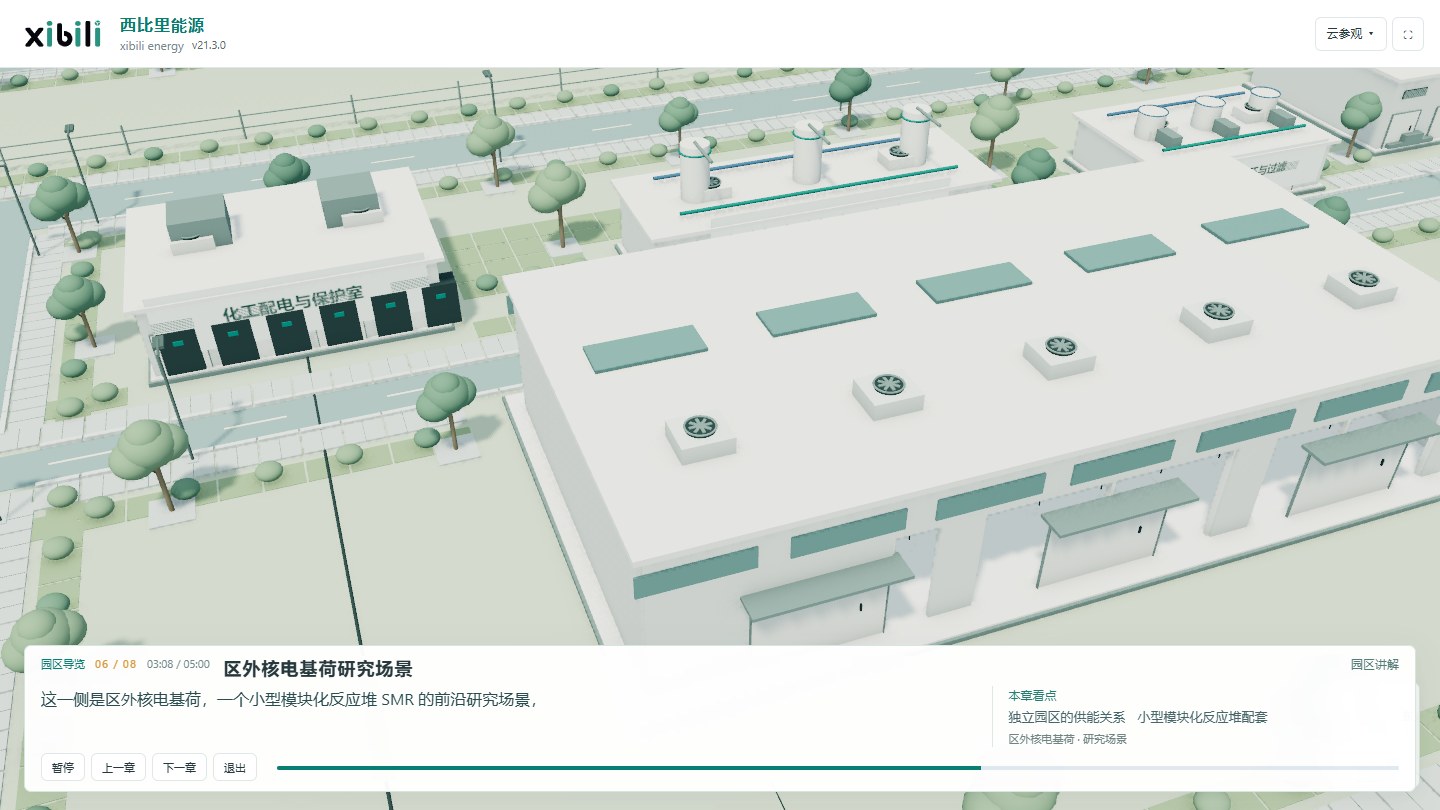 xibili
西比里能源
xibili energy v21.3.0
云参观
化工配电与保护室
与过滤
园区导览 06 / 08 03:08 / 05:00 区外核电基荷研究场景
园区讲解
这一侧是区外核电基荷，一个小型模块化反应堆 SMR 的前沿研究场景，
本章看点
独立园区的供能关系 小型模块化反应堆配套
区外核电基荷 · 研究场景
暂停 上一章 下一章 退出